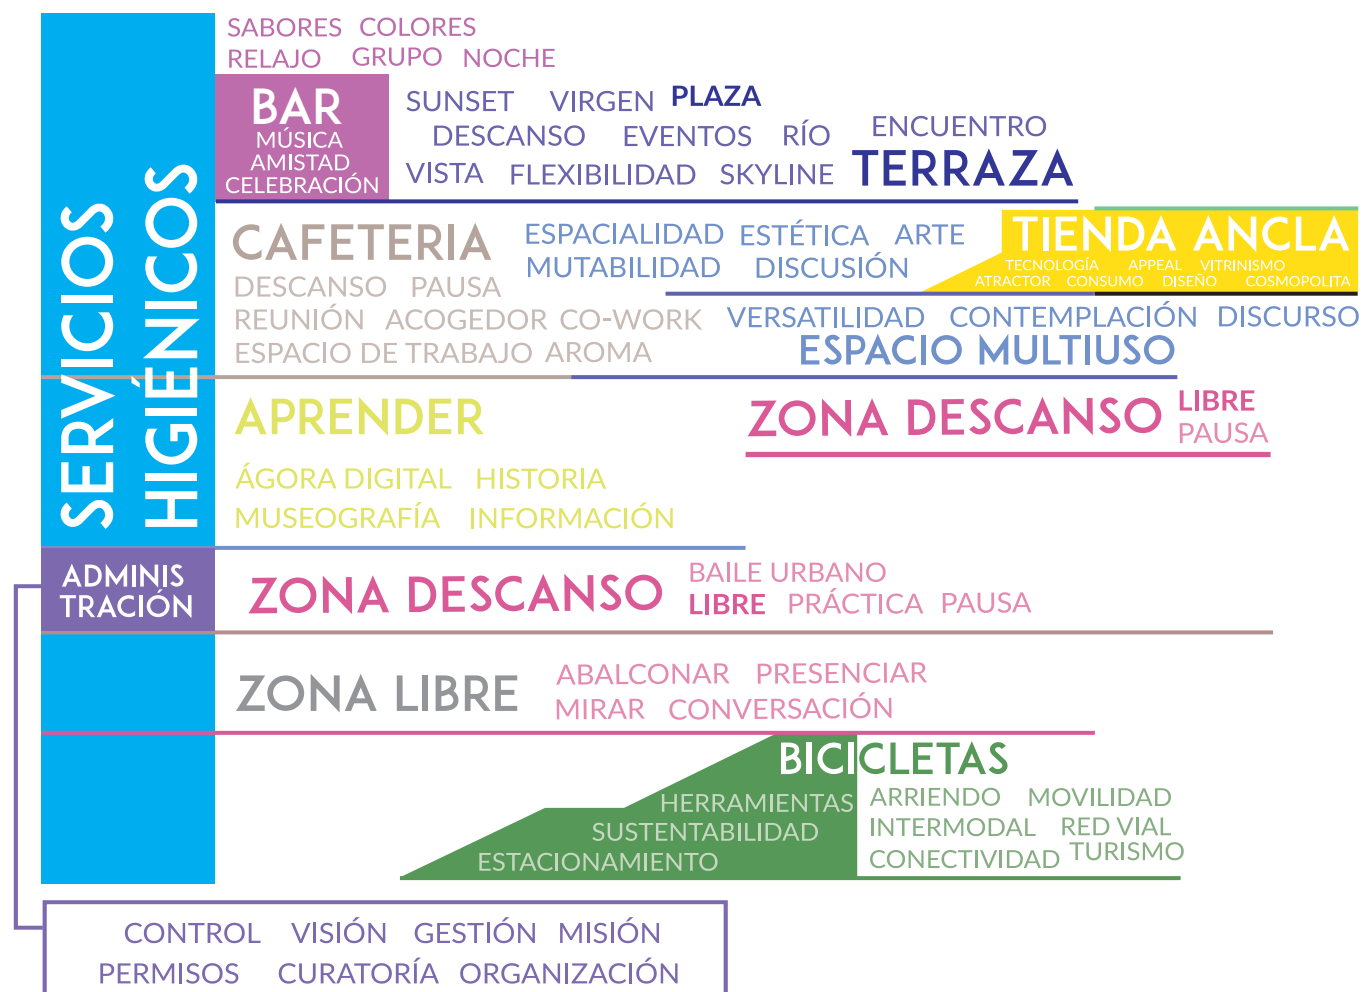 SABORES COLORES
RELAJO GRUPO NOCHE
BAR
MÚSICA
AMISTAD
CELEBRACIÓN
SUNSET VIRGEN PLAZA
DESCANSO EVENTOS RÍO ENCUENTRO
VISTA FLEXIBILIDAD SKYLINE TERRAZA
SERVICIOS
HIGIÉNICOS
CAFETERIA
DESCANSO PAUSA
REUNIÓN ACOGEDOR CO-WORK
ESPACIO DE TRABAJO AROMA
ESPACIALIDAD ESTÉTICA ARTE
MUTABILIDAD DISCUSIÓN
TIENDA ANCLA
TECNOLOGÍA APPEAL VITRINISMO
ATRACTOR CONSUMO DISEÑO COSMOPOLITA
VERSATILIDAD CONTEMPLACIÓN DISCURSO
ESPACIO MULTIUSO
APRENDER
ÁGORA DIGITAL HISTORIA
MUSEOGRAFÍA INFORMACIÓN
ZONA DESCANSO LIBRE
PAUSA
ADMINIS
TRACIÓN
ZONA DESCANSO
BAILE URBANO
LIBRE PRÁCTICA PAUSA
ZONA LIBRE
ABALCONAR PRESENCIAR
MIRAR CONVERSACIÓN
BICICLETAS
HERRAMIENTAS
SUSTENTABILIDAD
ESTACIONAMIENTO
ARRIENDO MOVILIDAD
INTERMODAL RED VIAL
CONECTIVIDAD TURISMO
CONTROL VISIÓN GESTIÓN MISIÓN
PERMISOS CURATORÍA ORGANIZACIÓN